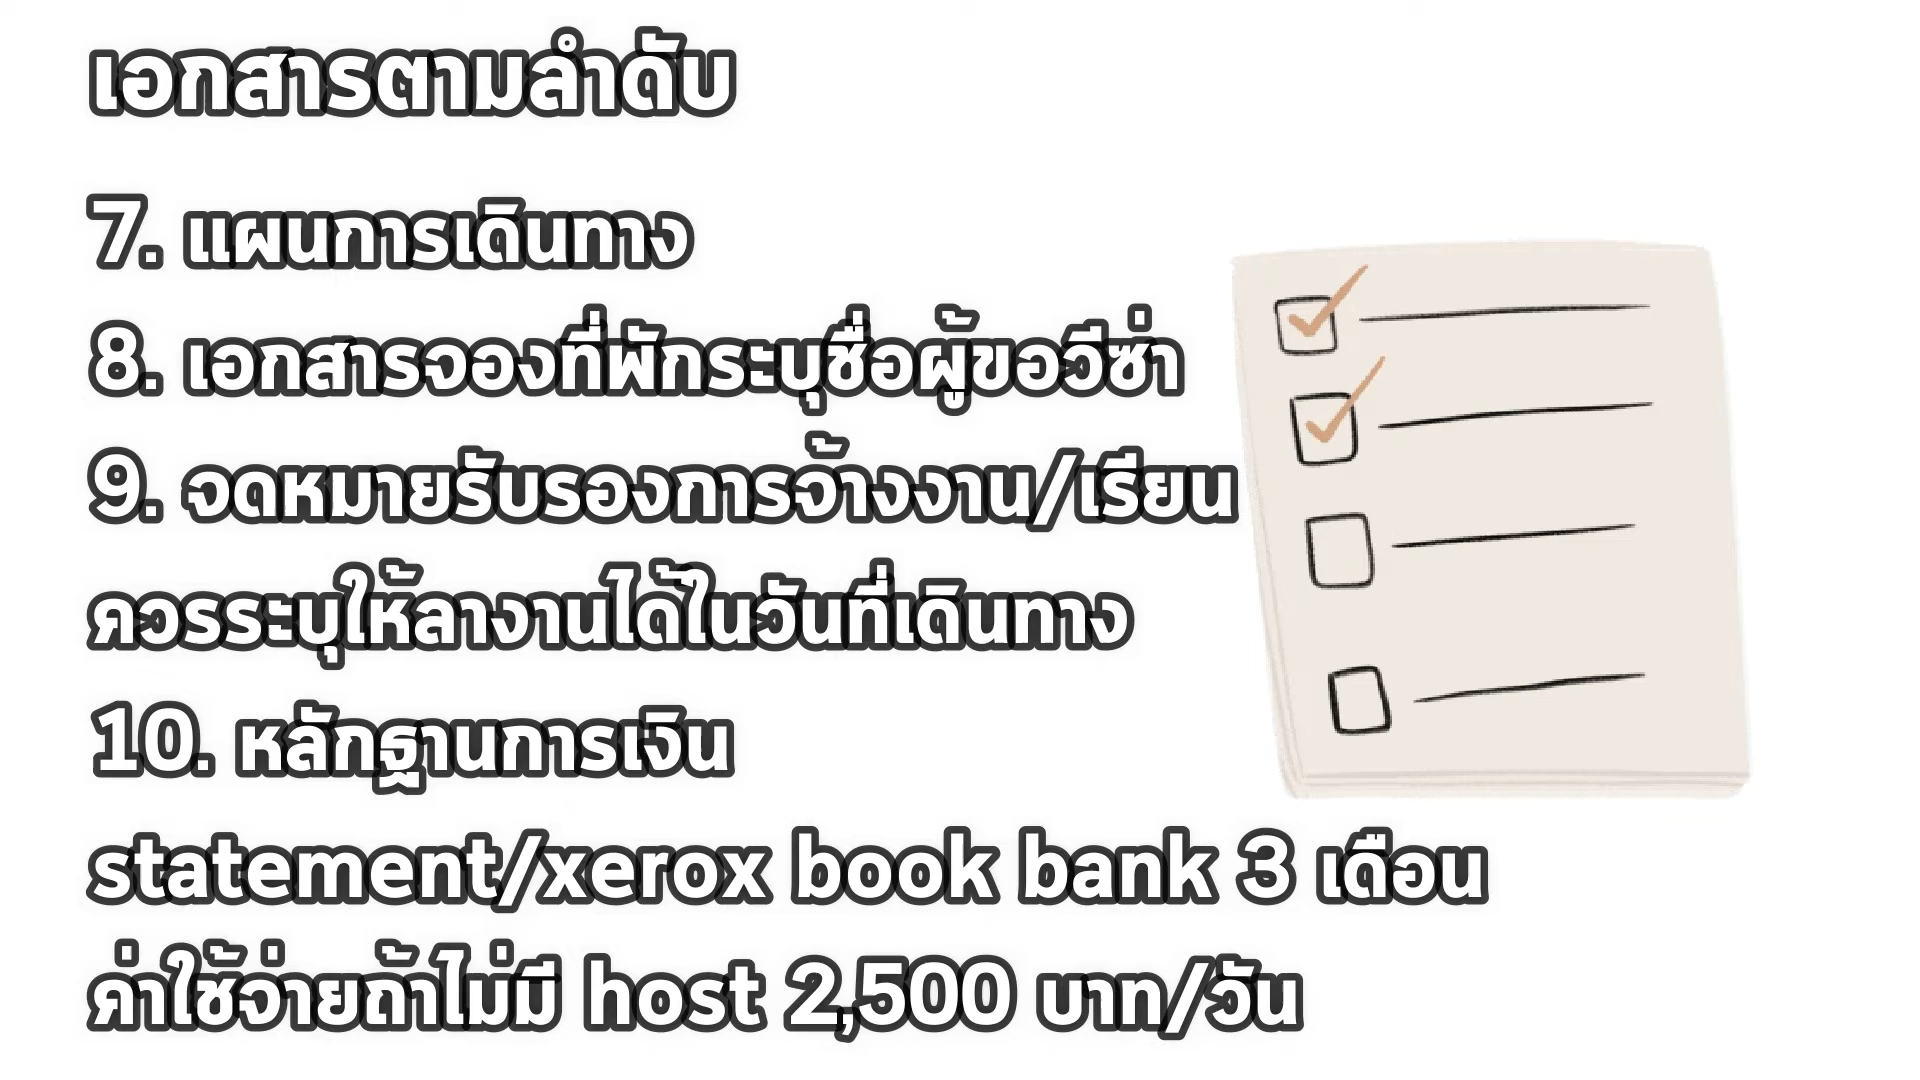 เอกสารตามลำดับ
7. แผนการเดินทาง
8. เอกสารจองที่พักระบุชื่อผู้ขอวีซ่า
9. จดหมายรับรองการจ้างงาน/เรียน
ควรระบุให้ลางานได้ในวันที่เดินทาง
10. หลักฐานการเงิน
statement/xerox book bank 3 เดือน
ค่าใช้จ่ายถ้าไม่มี host 2,500 บาท/วัน